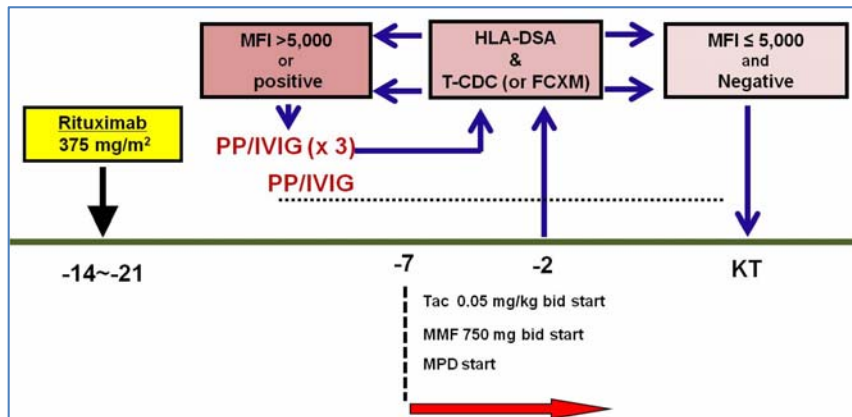 MFI >5,000
or
positive
HLA-DSA
&
T-CDC (or FCXM)
MFI ≤ 5,000
and
Negative
Rituximab
375 mg/m²
PP/IVIG (x 3)
PP/IVIG
-14~-21
-7
-2
KT
Tac 0.05 mg/kg bid start
MMF 750 mg bid start
MPD start